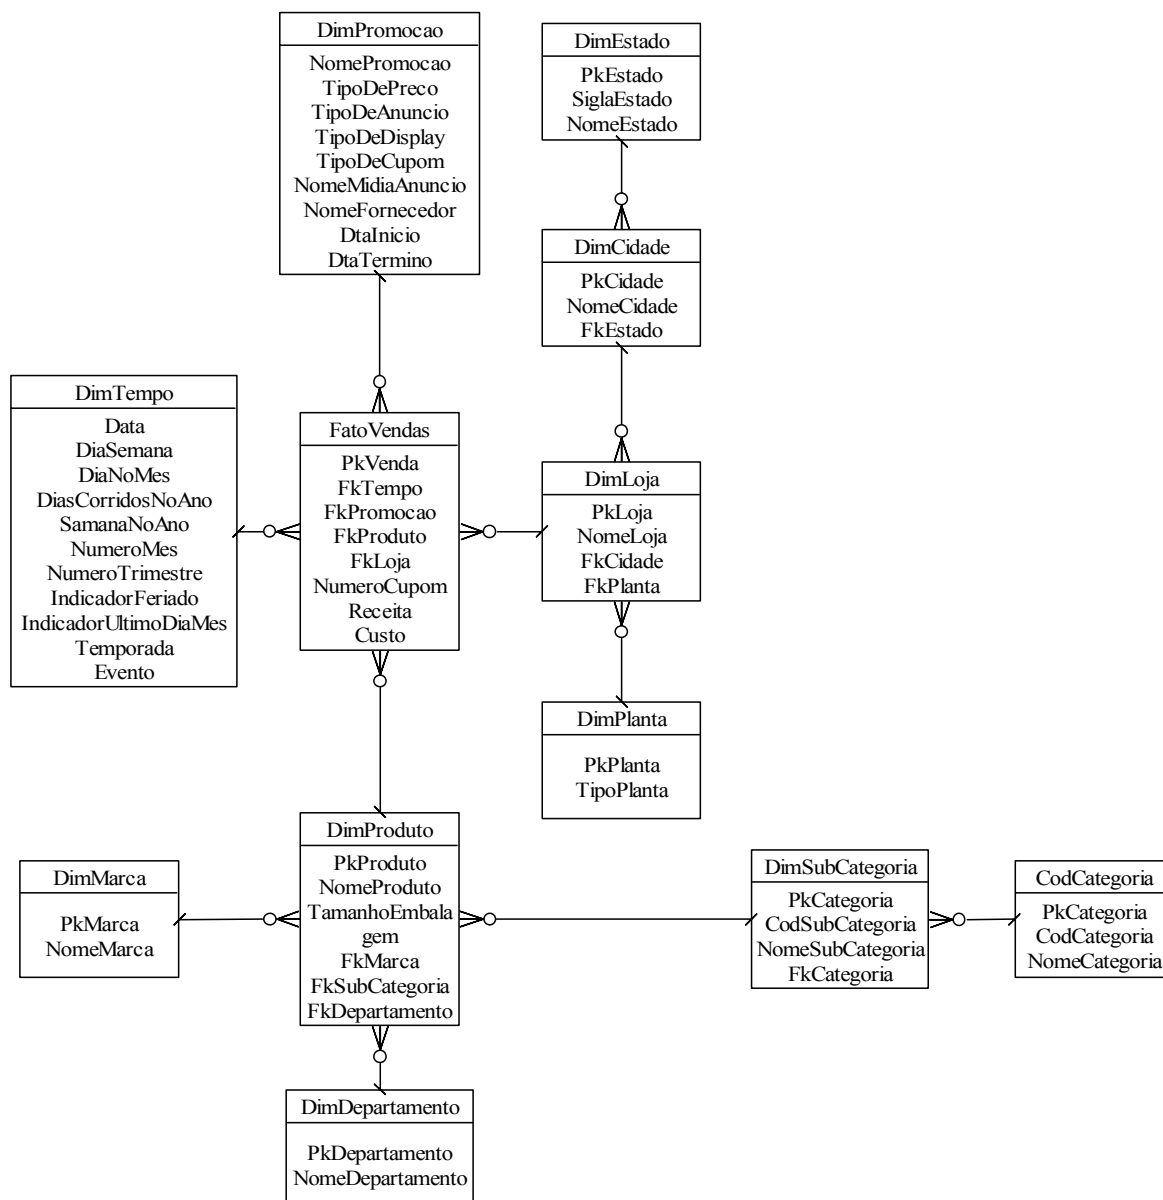 DimPromocao
NomePromocao
TipoDePreco
TipoDeAnuncio
TipoDeDisplay
TipoDeCupom
NomeMidiaAnuncio
NomeFornecedor
DtaInicio
DtaTermino
DimEstado
PkEstado
SiglaEstado
NomeEstado
DimCidade
PkCidade
NomeCidade
FkEstado
DimTempo
Data
DiaSemana
DiaNoMes
DiasCorridosNoAno
SamanaNoAno
NumeroMes
NumeroTrimestre
IndicadorFeriado
IndicadorUltimoDiaMes
Temporada
Evento
FatoVendas
PkVenda
FkTempo
FkPromocao
FkProduto
FkLoja
NumeroCupom
Receita
Custo
DimLoja
PkLoja
NomeLoja
FkCidade
FkPlanta
DimPlanta
PkPlanta
TipoPlanta
DimMarca
PkMarca
NomeMarca
DimProduto
PkProduto
NomeProduto
TamanhoEmbala
gem
FkMarca
FkSubCategoria
FkDepartamento
DimSubCategoria
PkCategoria
CodSubCategoria
NomeSubCategoria
FkCategoria
CodCategoria
PkCategoria
CodCategoria
NomeCategoria
DimDepartamento
PkDepartamento
NomeDepartamento